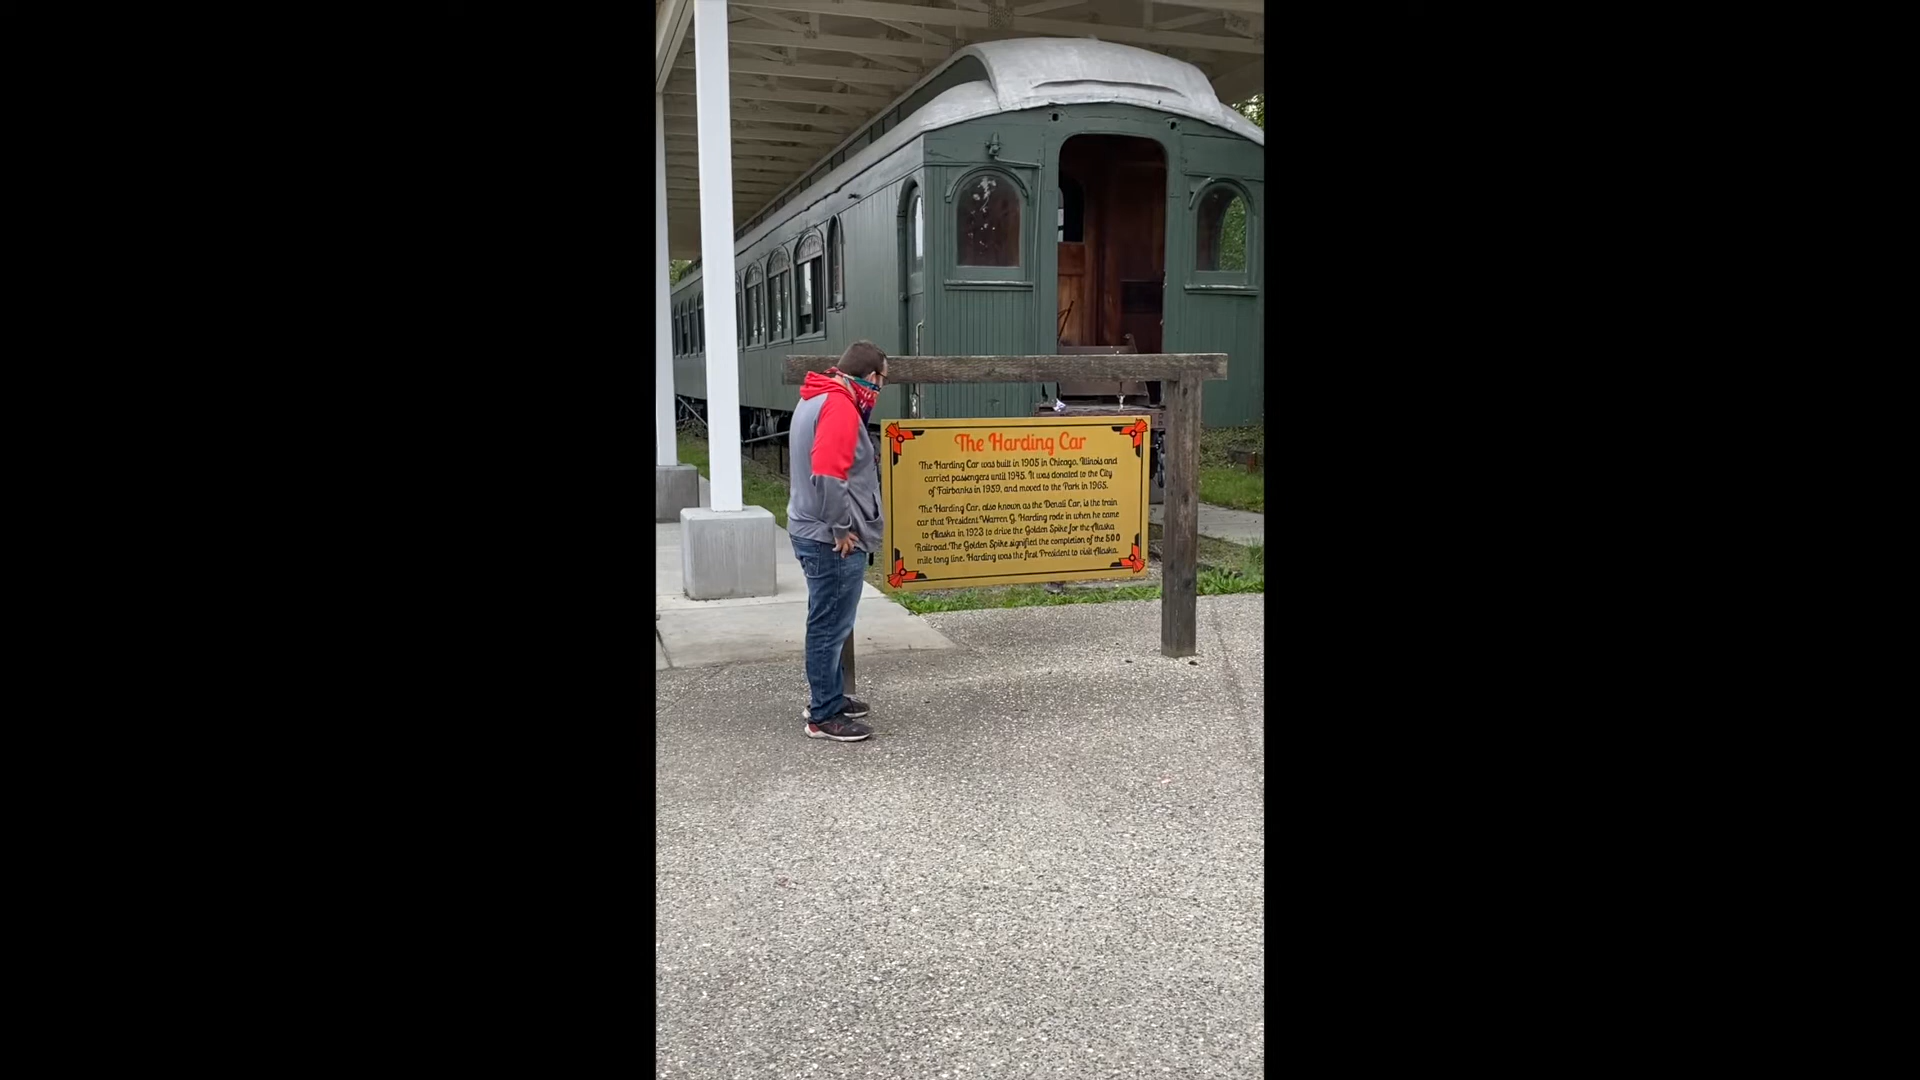 The Harding Car
The Harding Car was built in 1905 in Chicago, Illinois and
carried passengers until 1945. It was donated to the City
of Fairbanks in 1959, and moved to the Park in 1965.
The Harding Car, also known as the Denali Car, is the train
car that President Warren G. Harding rode in when he came
to Alaska in 1923 to drive the Golden Spike for the Alaska
Railroad. The Golden Spike signified the completion of the 500
mile long line. Harding was the first President to visit Alaska.